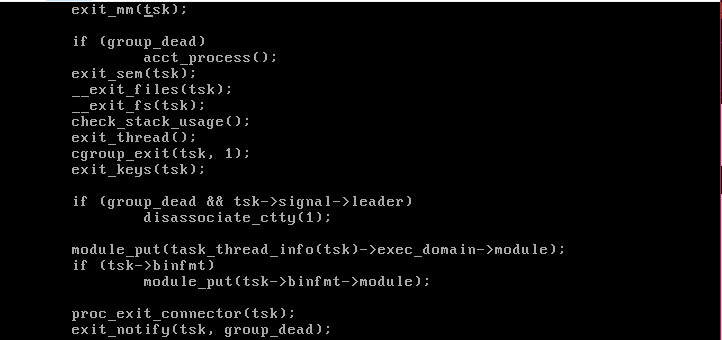 exit_mm(tsk);
if (group_dead)
acct_process();
exit_sem(tsk);
__exit_files(tsk);
__exit_fs(tsk);
check_stack_usage();
exit_thread();
cgroup_exit(tsk, 1);
exit_keys(tsk);
if (group_dead && tsk->signal->leader)
disassociate_ctty(1);
module_put(task_thread_info(tsk)->exec_domain->module);
if (tsk->binfmt)
module_put(tsk->binfmt->module);
proc_exit_connector(tsk);
exit_notify(tsk, group_dead);